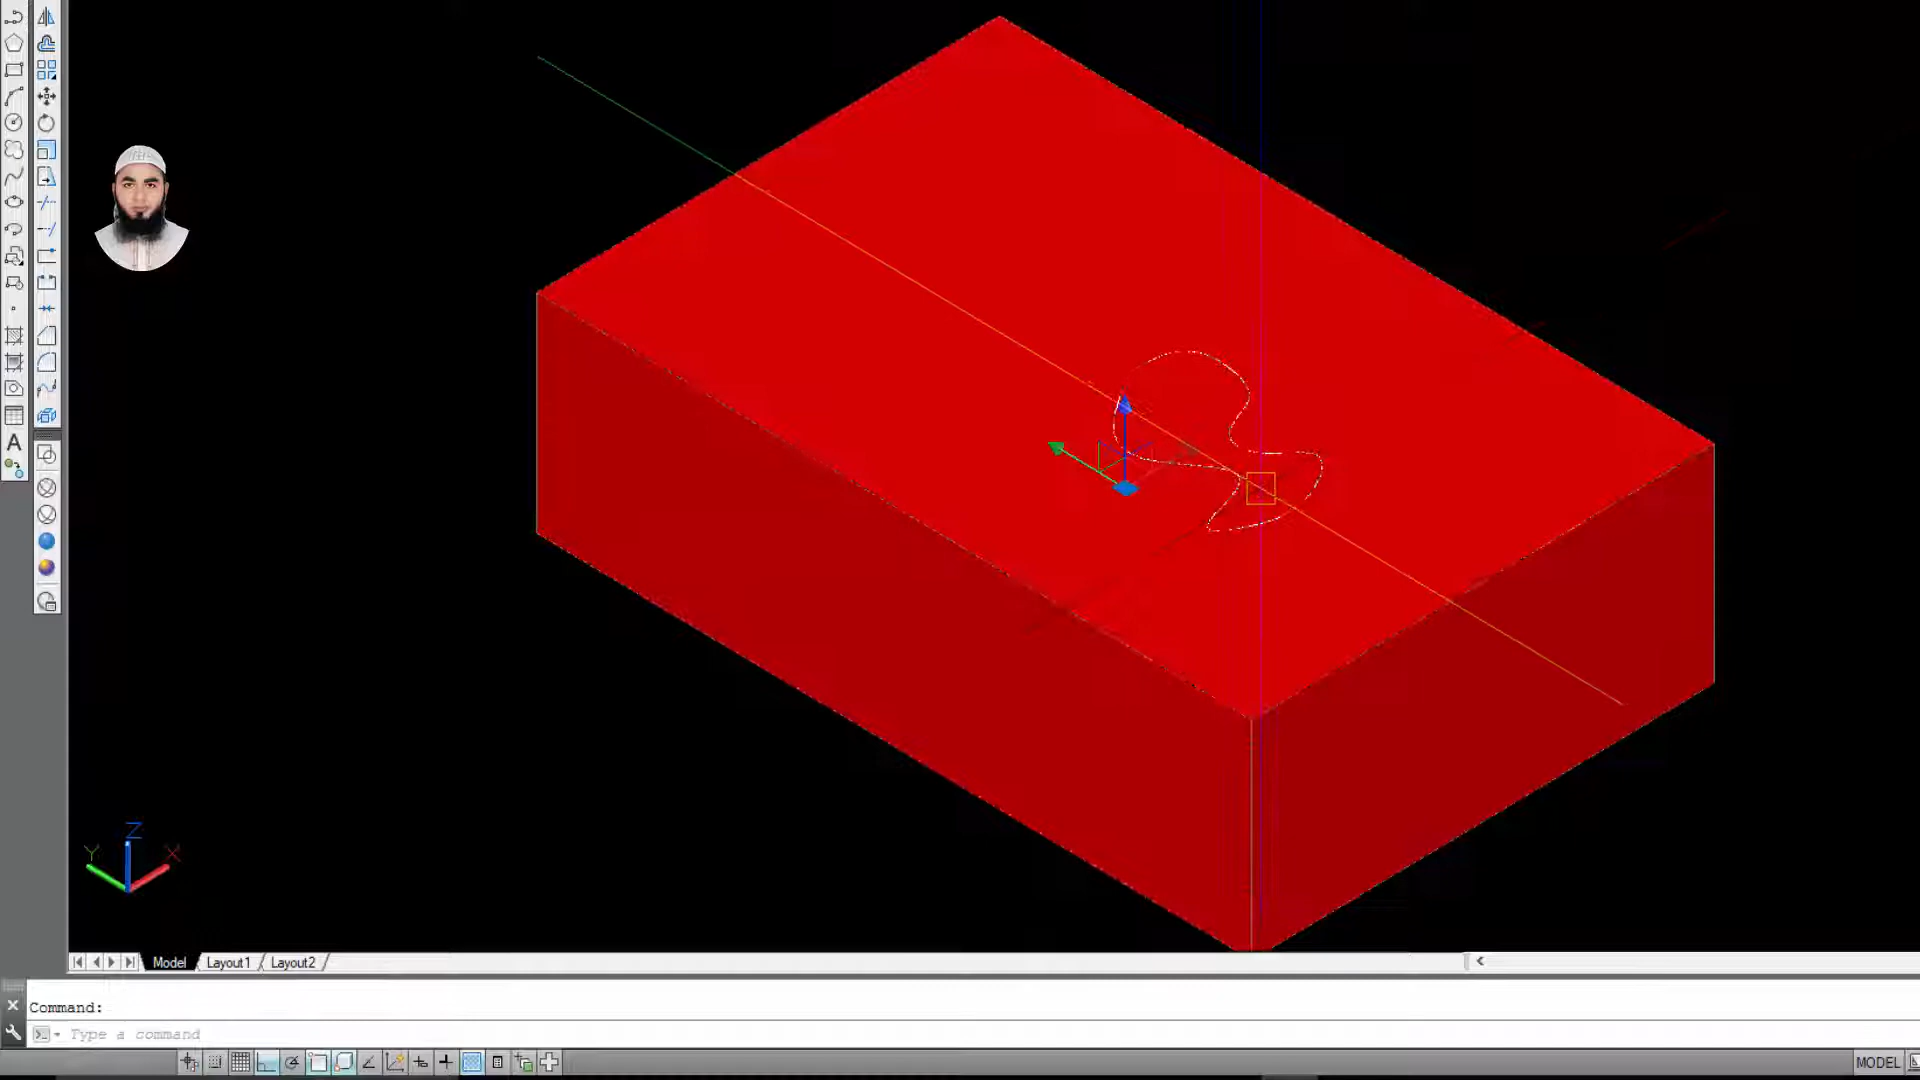 A
Z
Y
X
Model
Layout1
Layout2
Command:
Type a command
MODEL